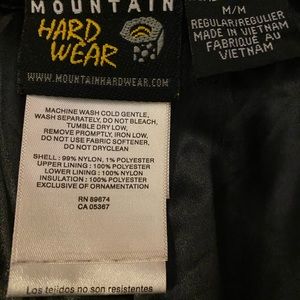 MOUNTAIN
HARD
WEAR
WWW.MOUNTAINHARDWEAR.COM
M/M
REGULAR/REGULIER
MADE IN VIETNAM
FABRIQUÉ AU
VIETNAM
MACHINE WASH COLD GENTLE,
WASH SEPARATELY, DO NOT BLEACH,
TUMBLE DRY LOW,
REMOVE PROMPTLY, IRON LOW,
DO NOT USE FABRIC SOFTENER,
DO NOT DRYCLEAN
SHELL : 99% NYLON, 1% POLYESTER
UPPER LINING : 100% POLYESTER
LOWER LINING : 100% NYLON
INSULATION : 100% POLYESTER
EXCLUSIVE OF ORNAMENTATION
RN 69674
CA 05367
Los tejidos no son resistentes